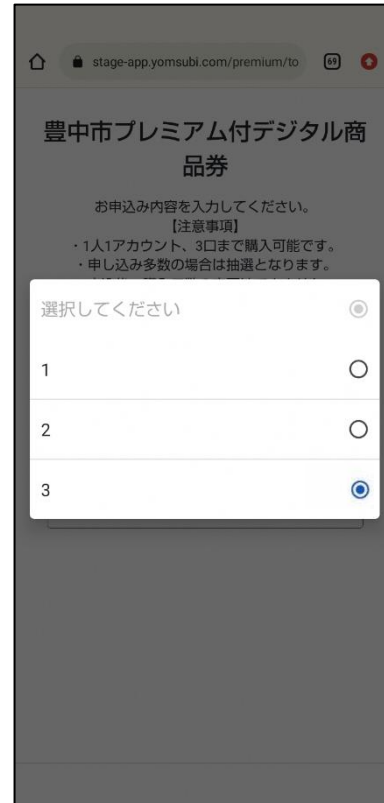 stage-app.yomsubi.com/premium/to
69
豊中市プレミアム付デジタル商
品券
お申込み内容を入力してください。
【注意事項】
・1人1アカウント、3口まで購入可能です。
・申し込み多数の場合は抽選となります。
選択してください
1
2
3